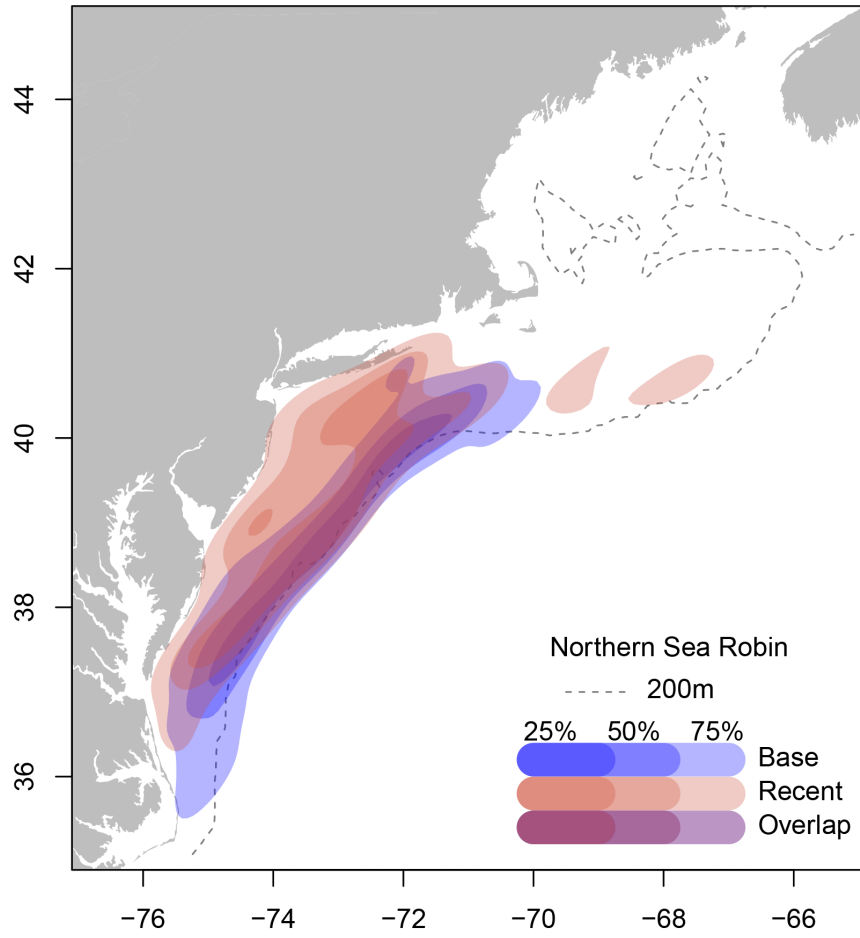 44
42
40
38
36
Northern Sea Robin
200m
25% 50% 75%
Base
Recent
Overlap
−76 −74 −72 −70 −68 −66